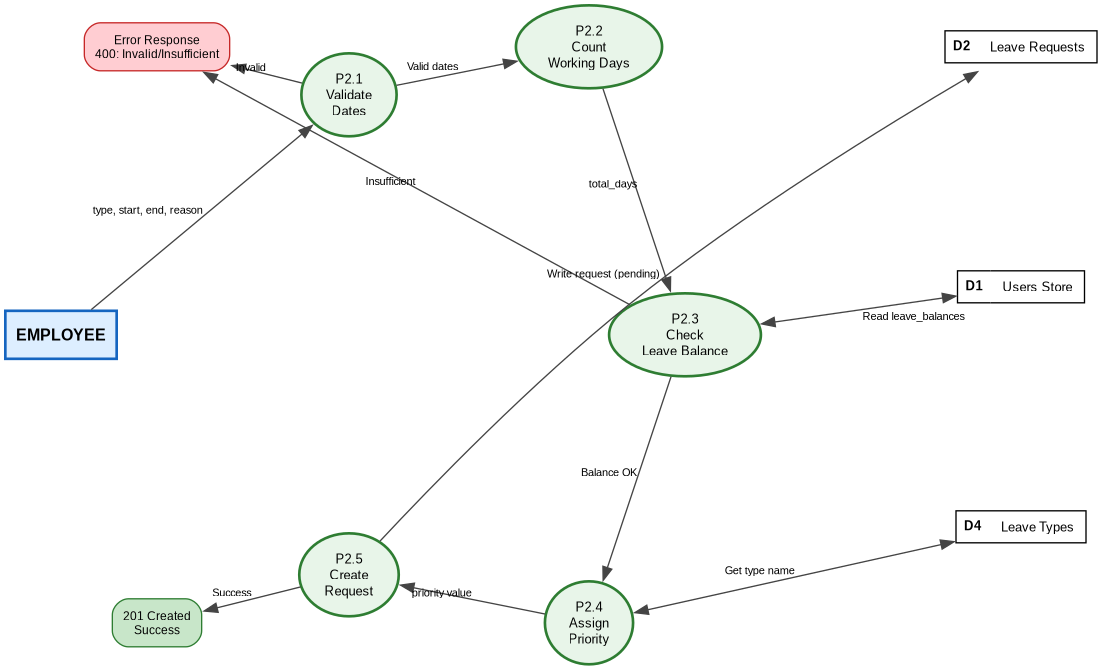 Error Response
400: Invalid/Insufficient
Invalid
P2.1
Validate
Dates
Valid dates
P2.2
Count
Working Days
D2 Leave Requests
type, start, end, reason
Insufficient
total_days
Write request (pending)
EMPLOYEE
P2.3
Check
Leave Balance
D1 Users Store
Read leave_balances
Balance OK
D4 Leave Types
Get type name
P2.5
Create
Request
priority value
P2.4
Assign
Priority
Success
201 Created
Success